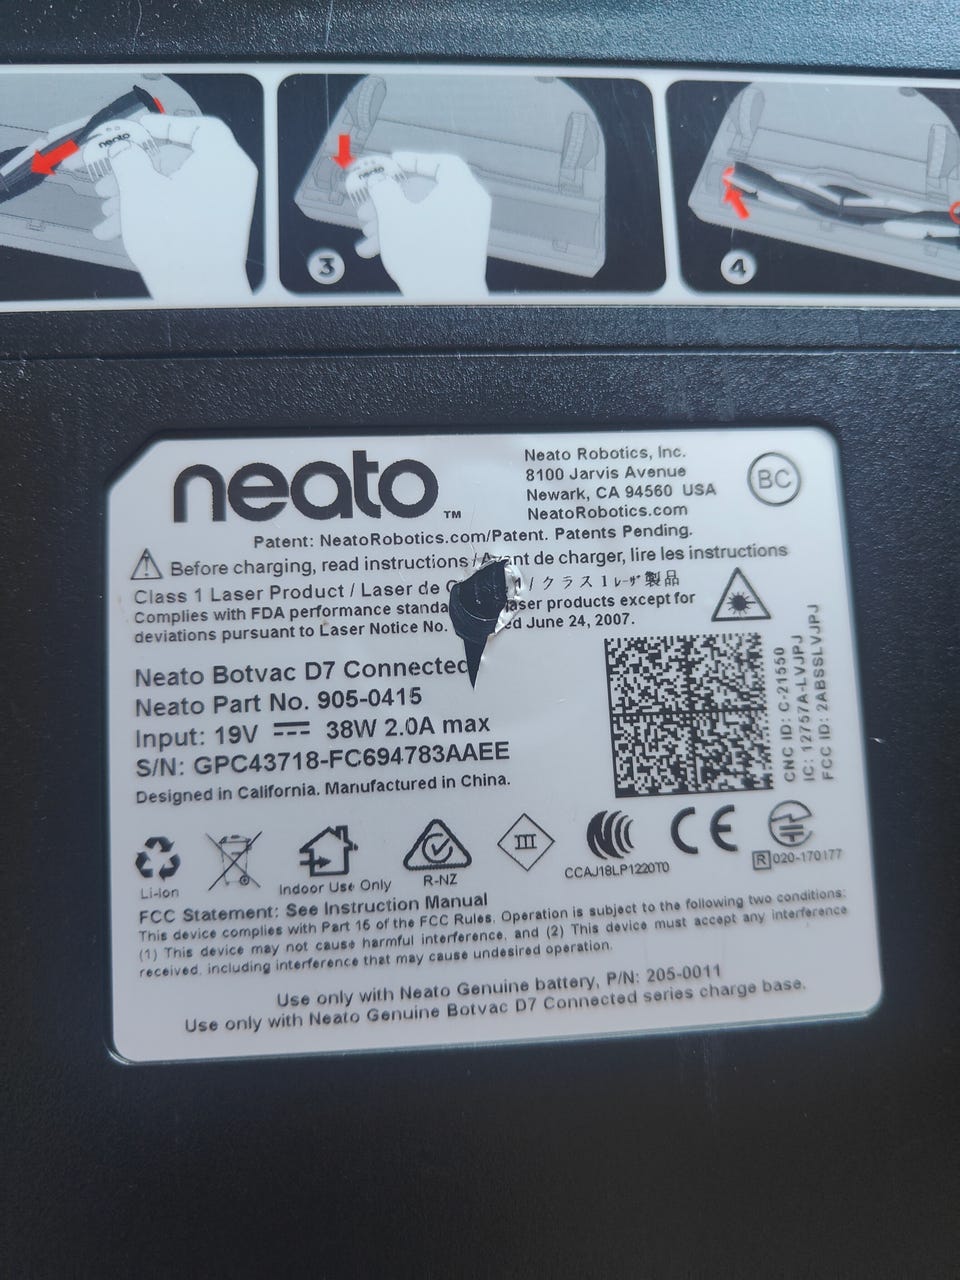 neato
neato
3
4
neato™
Neato Robotics, Inc.
8100 Jarvis Avenue
Newark, CA 94560 USA
NeatoRobotics.com
BC
Patent: NeatoRobotics.com/Patent. Patents Pending.
Before charging, read instructions / de charger, lire les instructions
Class 1 Laser Product / Laser de / クラス1レーザ製品
Complies with FDA performance laser products except for
deviations pursuant to Laser Notice No. June 24, 2007.
Neato Botvac D7 Connected
Neato Part No. 905-0415
Input: 19V 38W 2.0A max
S/N: GPC43718-FC694783AAEE
Designed in California. Manufactured in China.
CNC ID: C-21550
IC: 12757A-LVJPJ
FCC ID: 2ABSSLVJPJ
Li-ion
Indoor Use Only
R-NZ
III
CCAJ18LP1220T0
CE
R 020-170177
FCC Statement: See Instruction Manual
This device complies with Part 15 of the FCC Rules. Operation is subject to the following two conditions:
(1) This device may not cause harmful interference, and (2) This device must accept any interference
received, including interference that may cause undesired operation.
Use only with Neato Genuine battery, P/N: 205-0011
Use only with Neato Genuine Botvac D7 Connected series charge base.